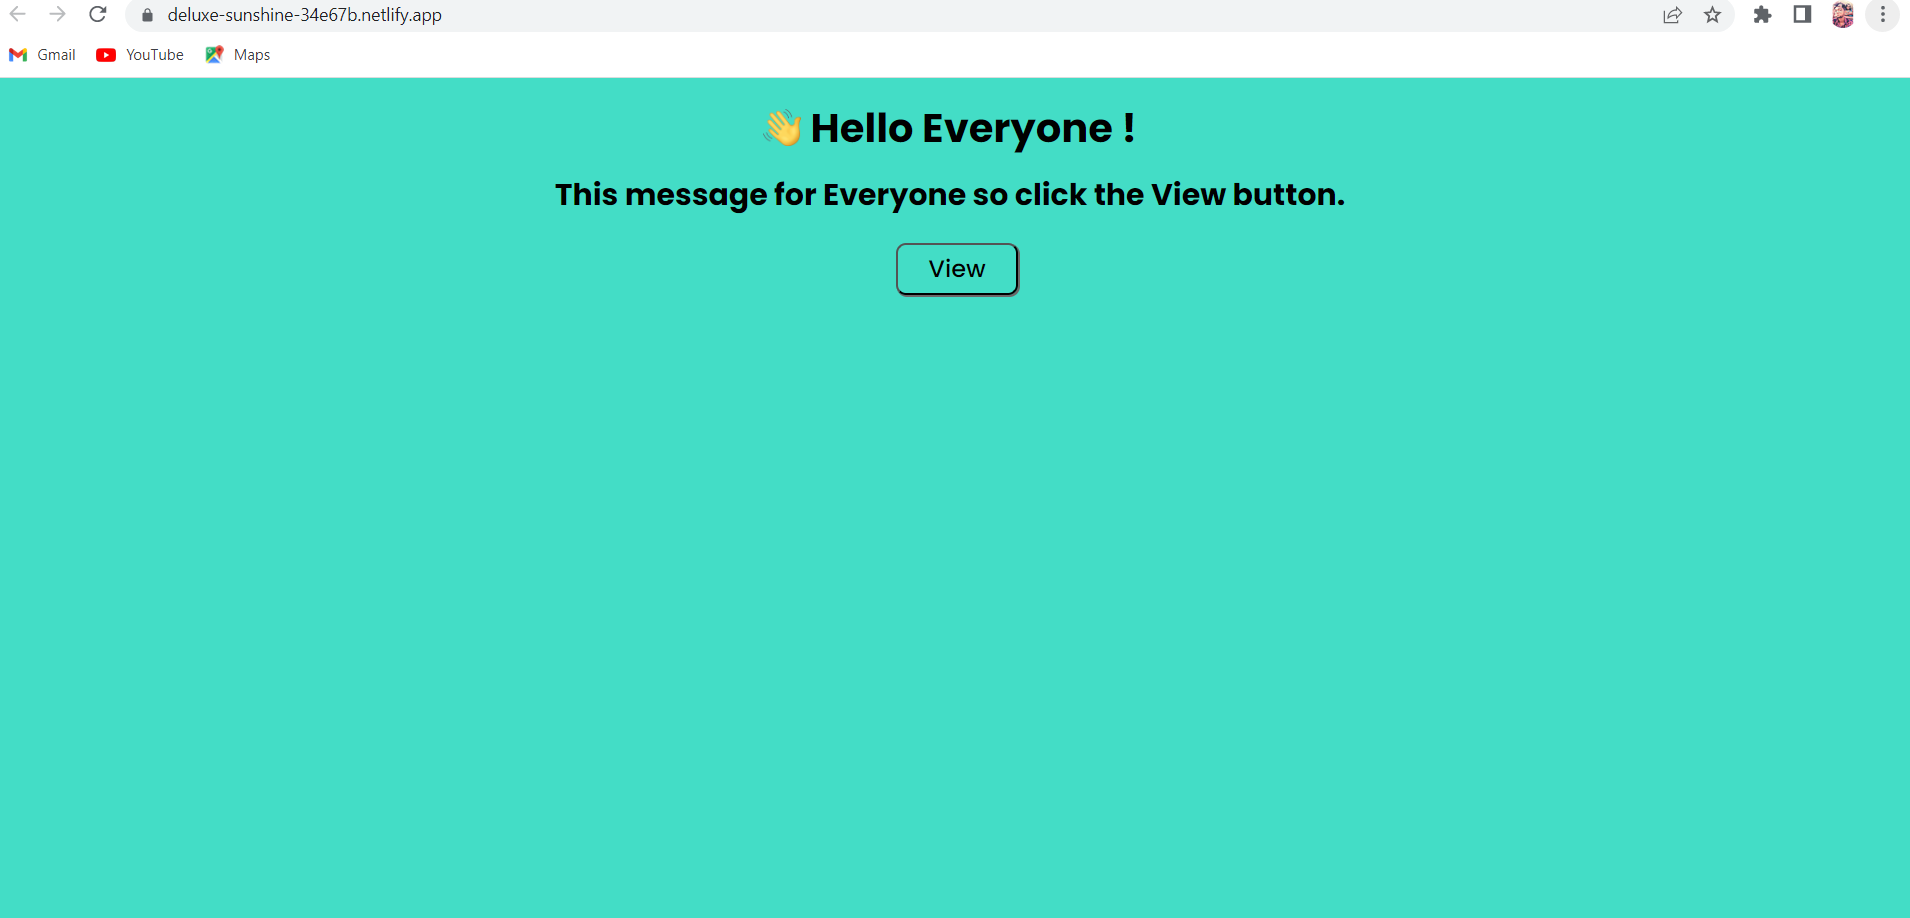 deluxe-sunshine-34e67b.netlify.app
Gmail YouTube Maps
👋 Hello Everyone !
This message for Everyone so click the View button.
View